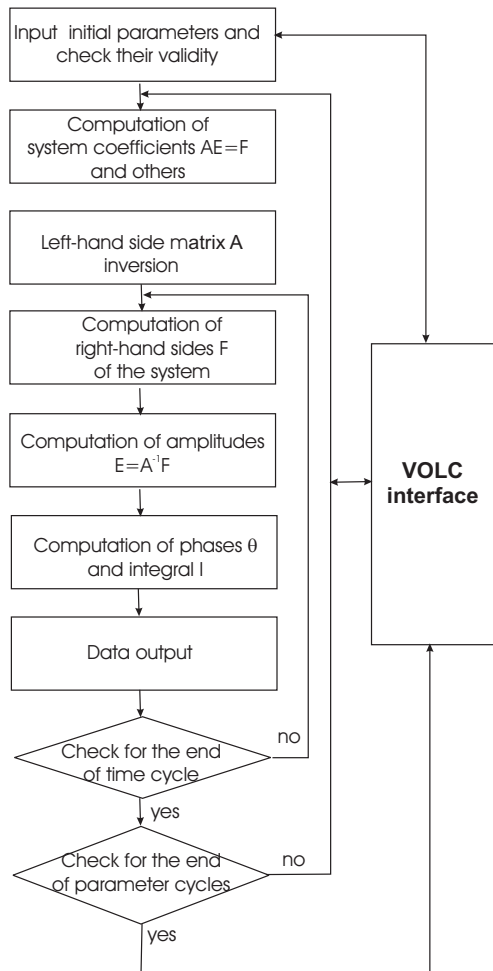 Input initial parameters and
check their validity
Computation of
system coefficients AE=F
and others
Left-hand side matrix A
inversion
Computation of
right-hand sides F
of the system
Computation of amplitudes
E=A⁻¹F
Computation of phases θ
and integral I
Data output
Check for the end
of time cycle
no
yes
Check for the end
of parameter cycles
no
yes
VOLC
interface